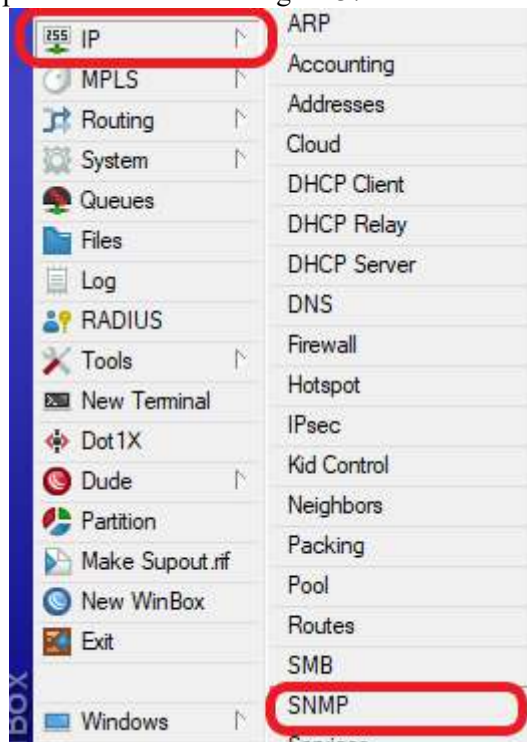 255 IP
MPLS
Routing
System
Queues
Files
Log
RADIUS
Tools
New Terminal
Dot1X
Dude
Partition
Make Supout.rif
New WinBox
Exit
Windows
BOX
ARP
Accounting
Addresses
Cloud
DHCP Client
DHCP Relay
DHCP Server
DNS
Firewall
Hotspot
IPsec
Kid Control
Neighbors
Packing
Pool
Routes
SMB
SNMP